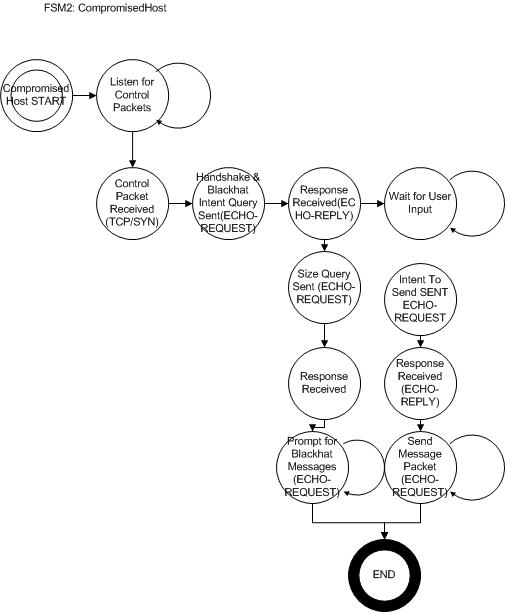 FSM2: CompromisedHost
Compromised
Host START
Listen for
Control
Packets
Control
Packet
Received
(TCP/SYN)
Handshake &
Blackhat
Intent Query
Sent(ECHO-
REQUEST)
Response
Received(EC
HO-REPLY)
Wait for User
Input
Size Query
Sent (ECHO-
REQUEST)
Intent To
Send SENT
ECHO-
REQUEST
Response
Received
Response
Received
(ECHO-
REPLY)
Prompt for
Blackhat
Messages
(ECHO-
REQUEST)
Send
Message
Packet
(ECHO-
REQUEST)
END